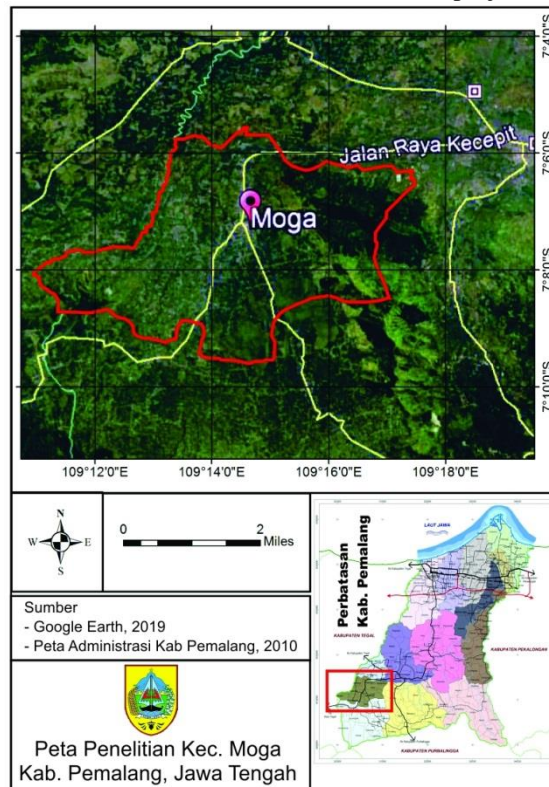 7°4'0"S
Jalan Raya Kecepit
7°6'0"S
Moga
7°8'0"S
7°10'0"S
109°12'0"E 109°14'0"E 109°16'0"E 109°18'0"E
N
W E
S
0 2
Miles
Sumber
- Google Earth, 2019
- Peta Administrasi Kab Pemalang, 2010
Peta Penelitian Kec. Moga
Kab. Pemalang, Jawa Tengah
Perbatasan
Kab. Pemalang
LAUT JAWA
KABUPATEN TEGAL
KABUPATEN PEKALONGAN
KABUPATEN PURBALINGGA